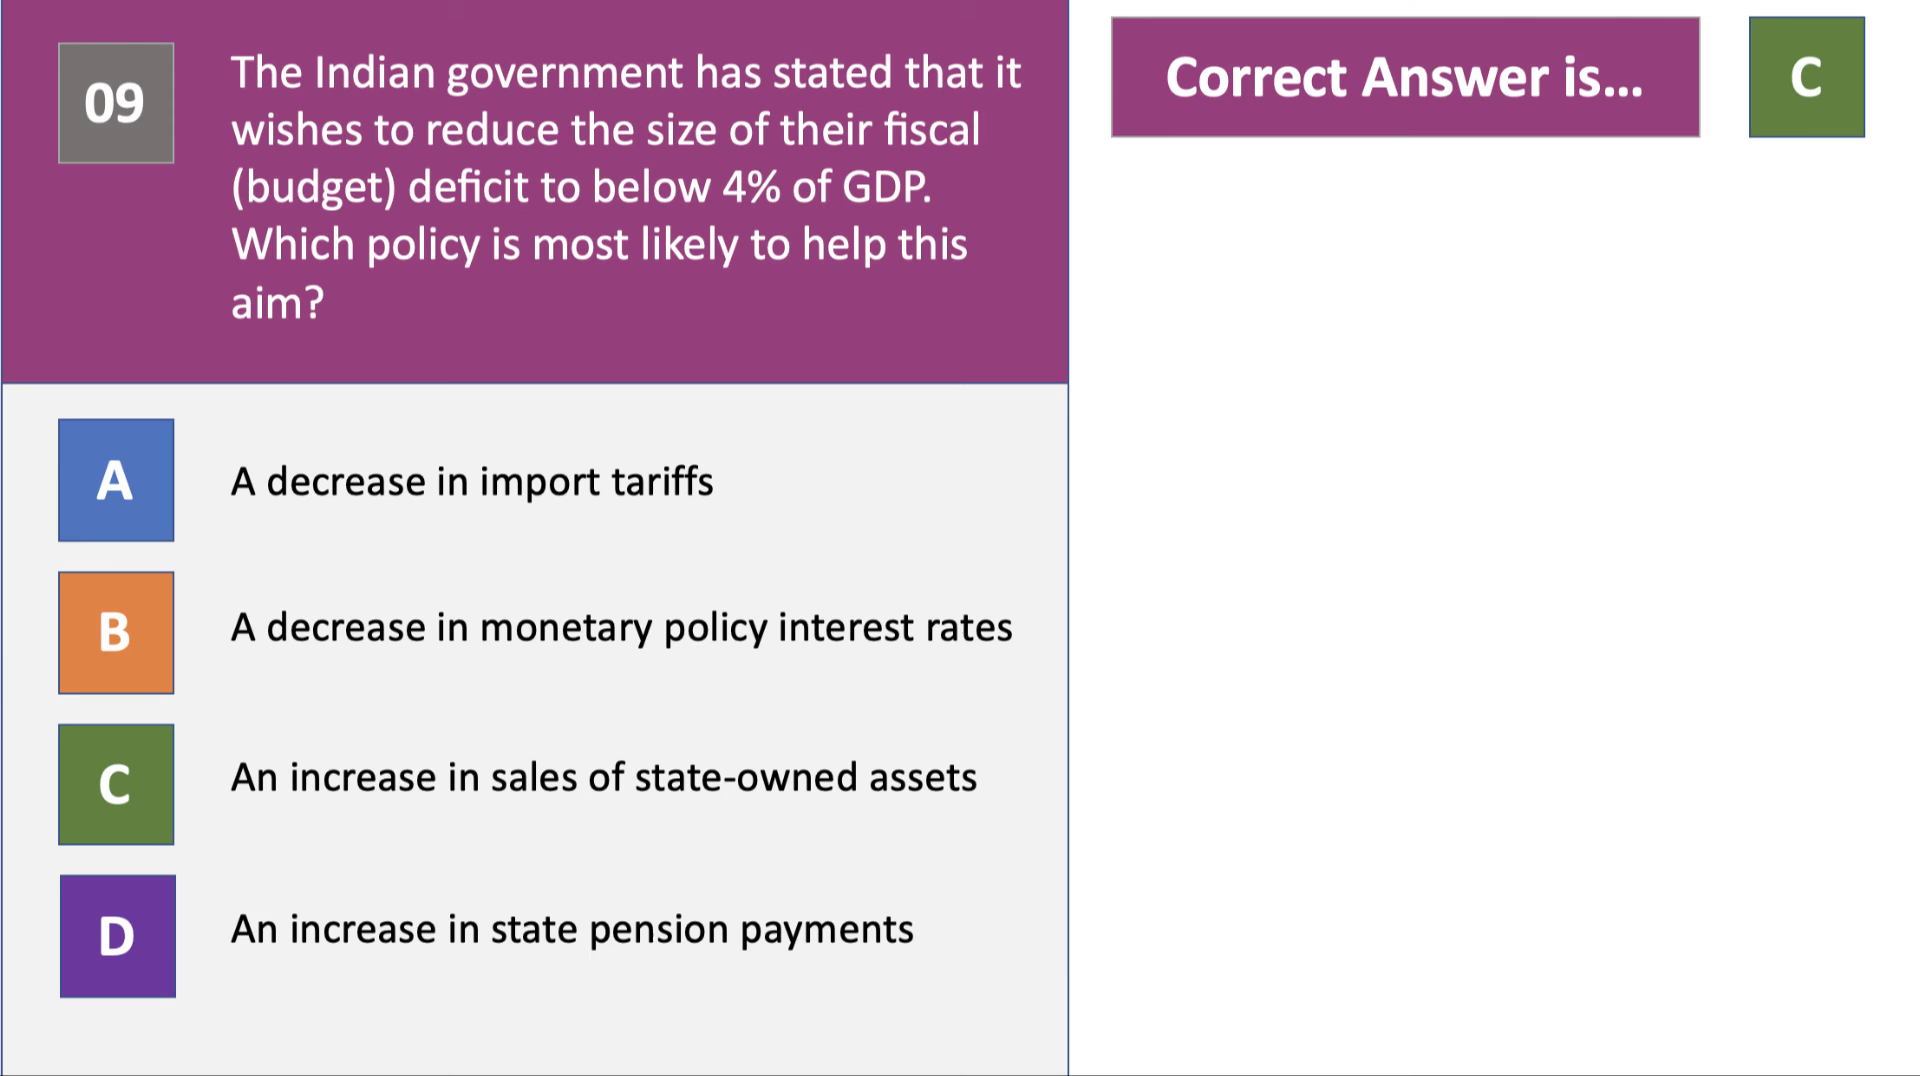 09
The Indian government has stated that it
wishes to reduce the size of their fiscal
(budget) deficit to below 4% of GDP.
Which policy is most likely to help this
aim?
A
A decrease in import tariffs
B
A decrease in monetary policy interest rates
C
An increase in sales of state-owned assets
D
An increase in state pension payments
Correct Answer is...
C